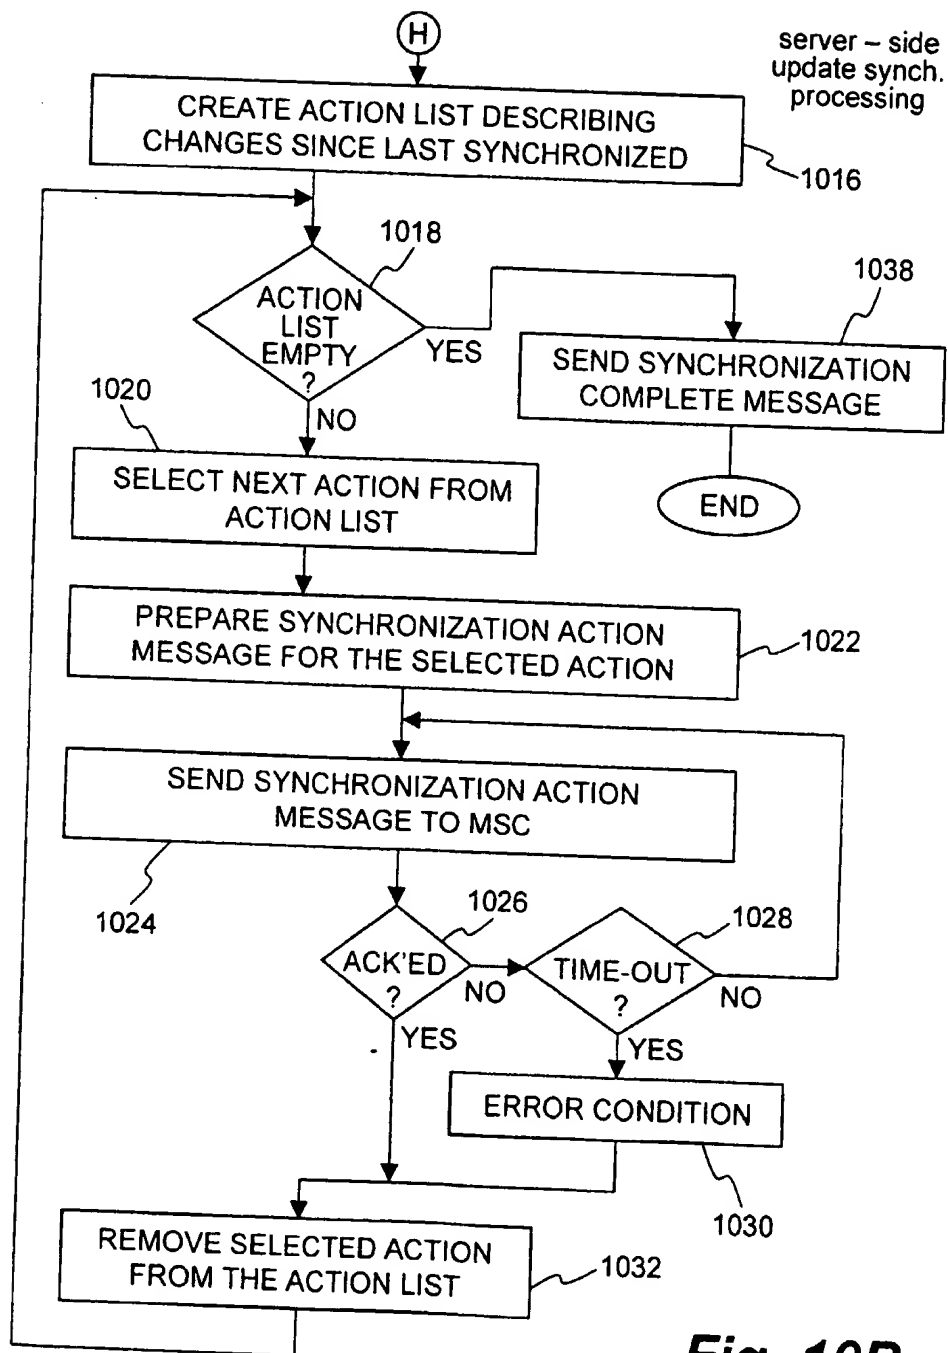 H
server – side
update synch.
processing
CREATE ACTION LIST DESCRIBING
CHANGES SINCE LAST SYNCHRONIZED
1016
1018
ACTION
LIST
EMPTY
?
YES
NO
1038
SEND SYNCHRONIZATION
COMPLETE MESSAGE
END
1020
SELECT NEXT ACTION FROM
ACTION LIST
PREPARE SYNCHRONIZATION ACTION
MESSAGE FOR THE SELECTED ACTION
1022
SEND SYNCHRONIZATION ACTION
MESSAGE TO MSC
1024
1026
ACK'ED
?
NO
YES
1028
TIME-OUT
?
NO
YES
ERROR CONDITION
1030
REMOVE SELECTED ACTION
FROM THE ACTION LIST
1032
Fig. 10B